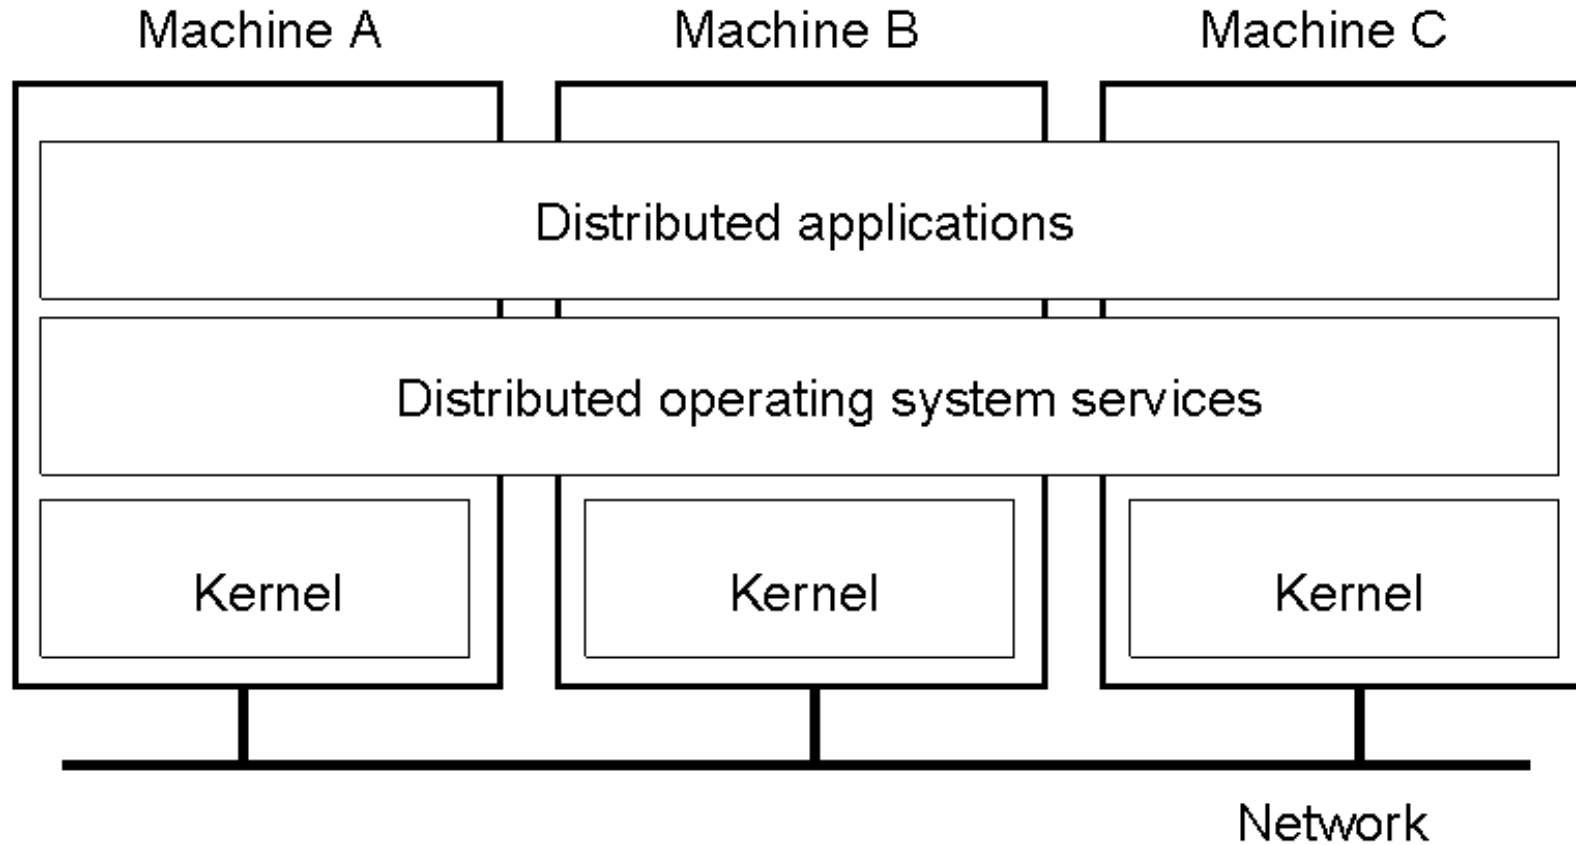 Machine A
Machine B
Machine C
Distributed applications
Distributed operating system services
Kernel
Kernel
Kernel
Network